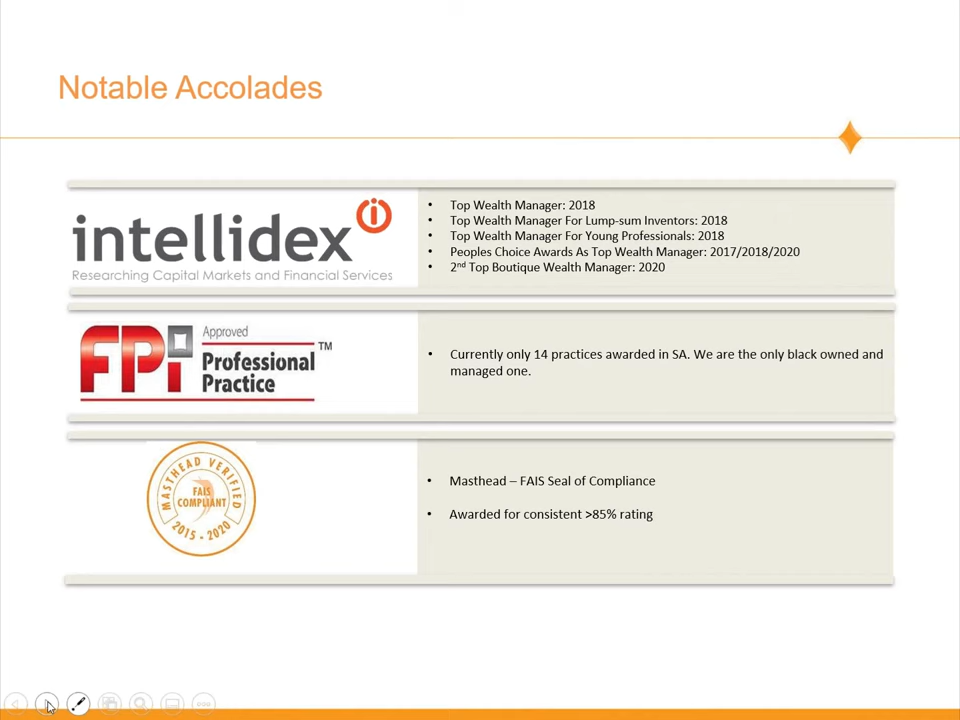 Notable Accolades
intellidex
Researching Capital Markets and Financial Services
• Top Wealth Manager: 2018
• Top Wealth Manager For Lump-sum Inventors: 2018
• Top Wealth Manager For Young Professionals: 2018
• Peoples Choice Awards As Top Wealth Manager: 2017/2018/2020
• 2nd Top Boutique Wealth Manager: 2020
FPi
Approved
Professional TM
Practice
• Currently only 14 practices awarded in SA. We are the only black owned and
managed one.
MASTHEAD VERIFIED
FAIS
COMPLIANT
2015 - 2020
• Masthead – FAIS Seal of Compliance
• Awarded for consistent >85% rating